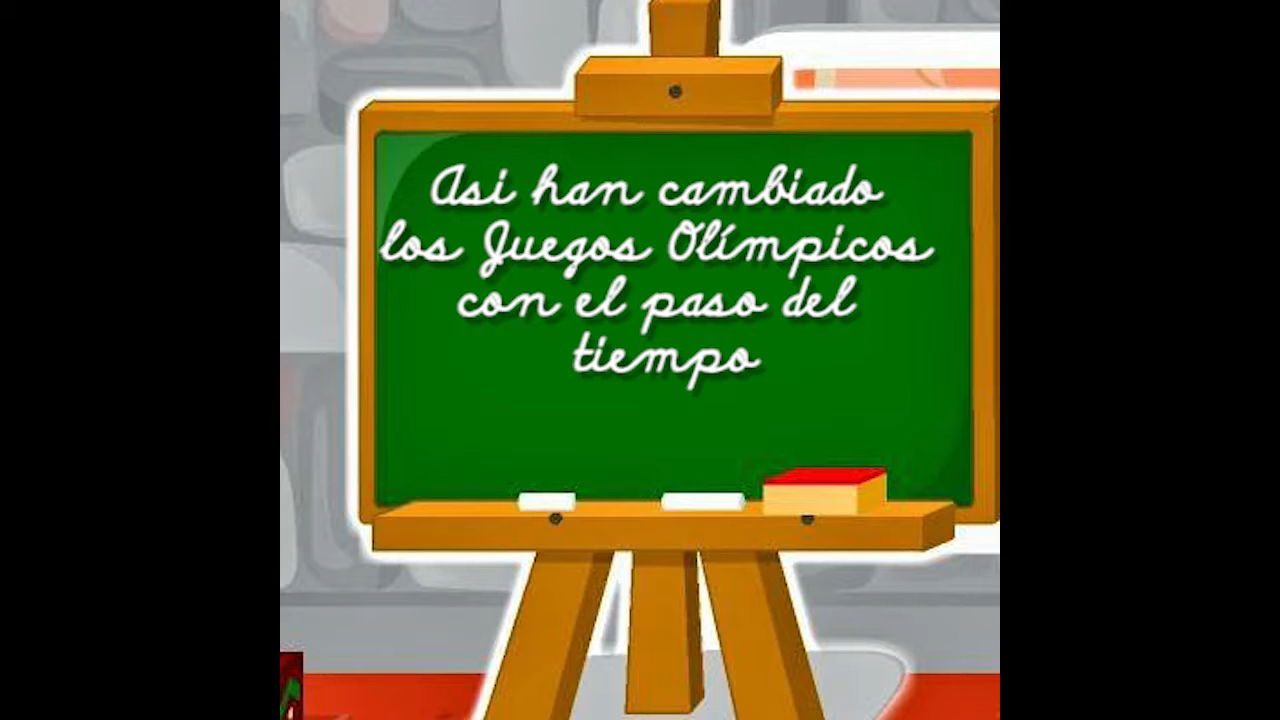 Asi han cambiado
los Juegos Olímpicos
con el paso del
tiempo